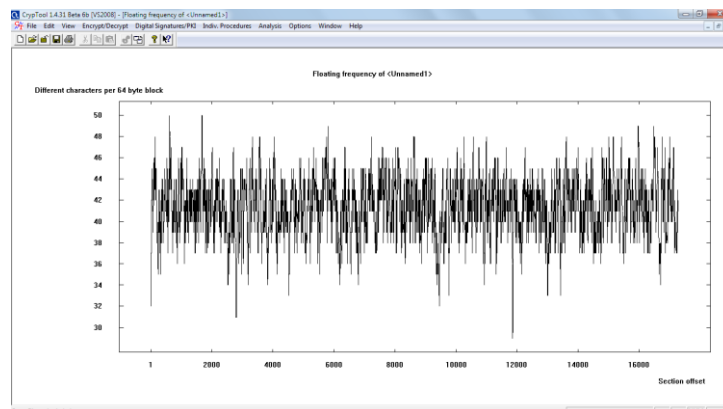 CrypTool 1.4.31 Beta 6b [VS2008] - [Floating frequency of <Unnamed1>]
File Edit View Encrypt/Decrypt Digital Signatures/PKI Indiv. Procedures Analysis Options Window Help
Floating frequency of <Unnamed1>
Different characters per 64 byte block
50
48
46
44
42
40
38
36
34
32
30
1 2000 4000 6000 8000 10000 12000 14000 16000
Section offset